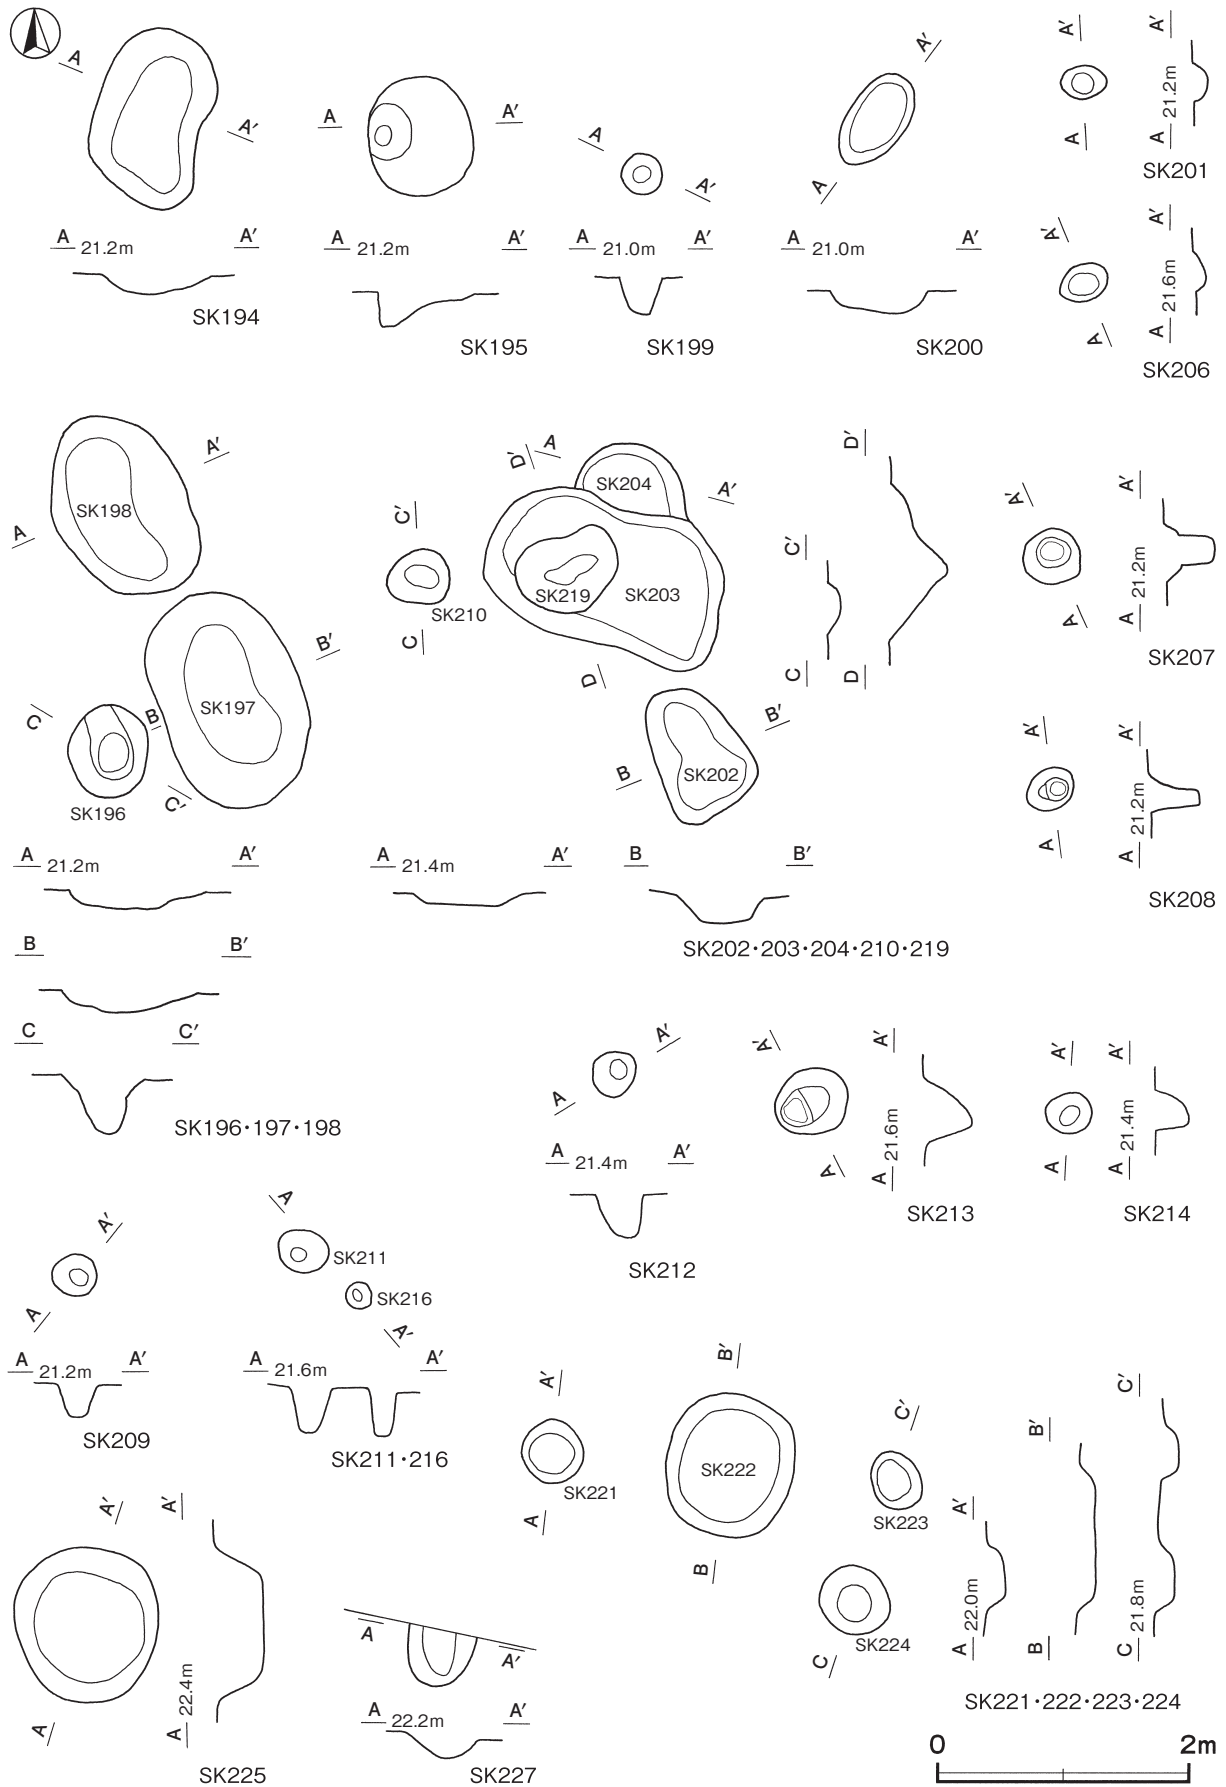 A A′
A 21.2m A′
SK194
A A′
A 21.2m A′
SK195
A A′
A 21.0m A′
SK199
A A′
A 21.0m A′
SK200
A′ A′
21.2m
A A
SK201
A′ A′
21.6m
A A
SK206
A A′
SK198
B B′
SK197
C C′
SK196
A 21.2m A′
B B′
C C′
SK196・197・198
D′ A
SK204
A′
C′
SK210
C
SK219
SK203
D
B B′
SK202
C′ D′
C D
A 21.4m A′
B B′
SK202・203・204・210・219
A′ A′
21.2m
A A
SK207
A′ A′
21.2m
A A
SK208
A A′
A 21.4m A′
SK212
A′ A′
21.6m
A A
SK213
A′ A′
21.4m
A A
SK214
A A′
A 21.2m A′
SK209
A
SK211
SK216
A′
A 21.6m A′
SK211・216
A′
SK221
A
B′
SK222
B
C′
SK223
SK224
C
A′ B′ C′
22.0m 21.8m
A B C
SK221・222・223・224
A′ A′
22.4m
A A
SK225
A A′
A 22.2m A′
SK227
0 2m